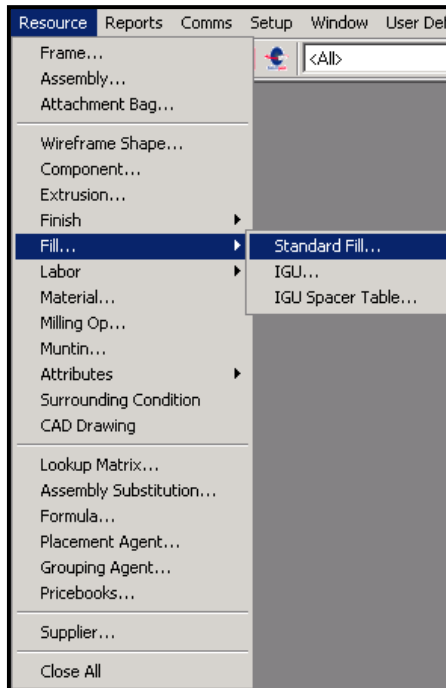 Resource Reports Comms Setup Window User Def
<All>
Frame...
Assembly...
Attachment Bag...
Wireframe Shape...
Component...
Extrusion...
Finish
Fill... Standard Fill...
Labor IGU...
Material... IGU Spacer Table...
Milling Op...
Muntin...
Attributes
Surrounding Condition
CAD Drawing
Lookup Matrix...
Assembly Substitution...
Formula...
Placement Agent...
Grouping Agent...
Pricebooks...
Supplier...
Close All